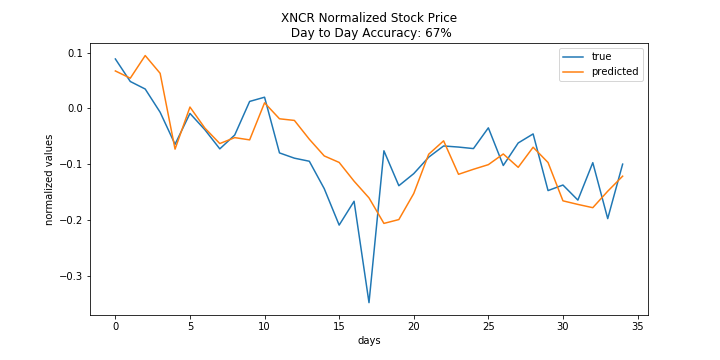 XNCR Normalized Stock Price
Day to Day Accuracy: 67%
true
predicted
normalized values
0.1
0.0
−0.1
−0.2
−0.3
0 5 10 15 20 25 30 35
days